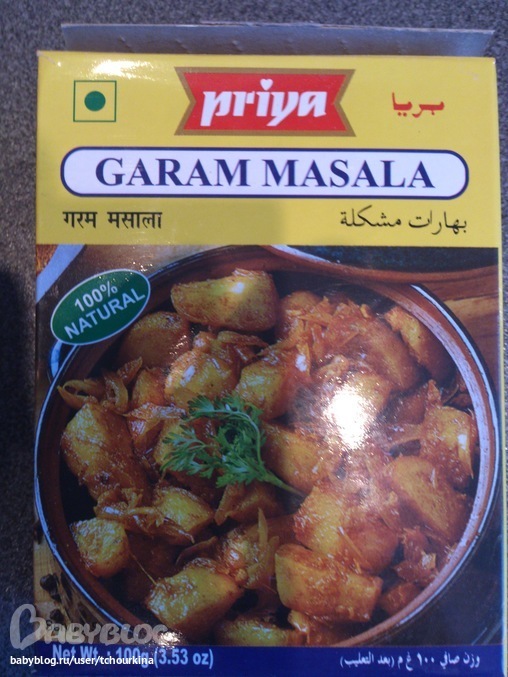 priya
بريا
GARAM MASALA
गरम मसाला
بهارات مشكلة
100%
NATURAL
BABYBLOG
Net Wt. : 100g (3.53 oz)
وزن صافي ١٠٠ غ م (بعد التعليب)
babyblog.ru/user/tchourkina